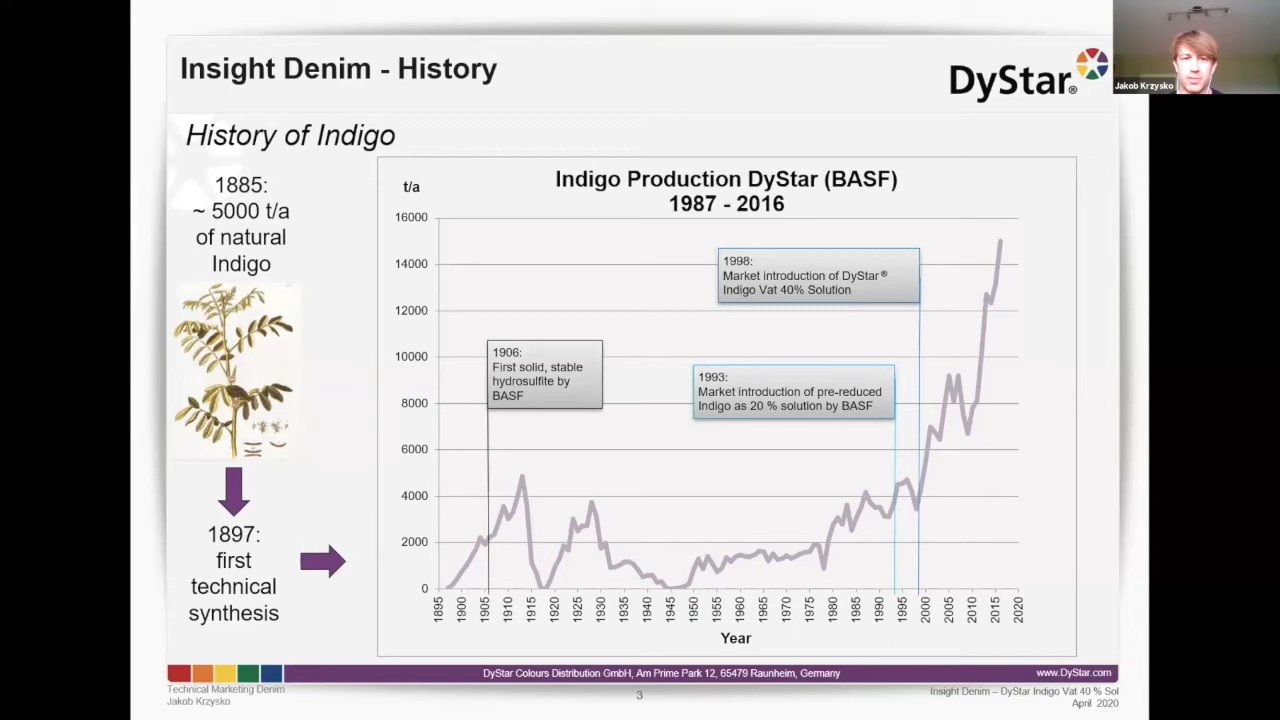 Insight Denim - History
DyStar®
Jakob Krzysko
History of Indigo
1885:
~ 5000 t/a
of natural
Indigo
1897:
first
technical
synthesis
Indigo Production DyStar (BASF)
1987 - 2016
t/a
16000
14000
12000
10000
8000
6000
4000
2000
0
1998:
Market introduction of DyStar®
Indigo Vat 40% Solution
1906:
First solid, stable
hydrosulfite by
BASF
1993:
Market introduction of pre-reduced
Indigo as 20 % solution by BASF
1895 1900 1905 1910 1915 1920 1925 1930 1935 1940 1945 1950 1955 1960 1965 1970 1975 1980 1985 1990 1995 2000 2005 2010 2015 2020
Year
DyStar Colours Distribution GmbH, Am Prime Park 12, 65479 Raunheim, Germany
www.DyStar.com
Technical Marketing Denim
Jakob Krzysko
3
Insight Denim – DyStar Indigo Vat 40 % Sol
April 2020